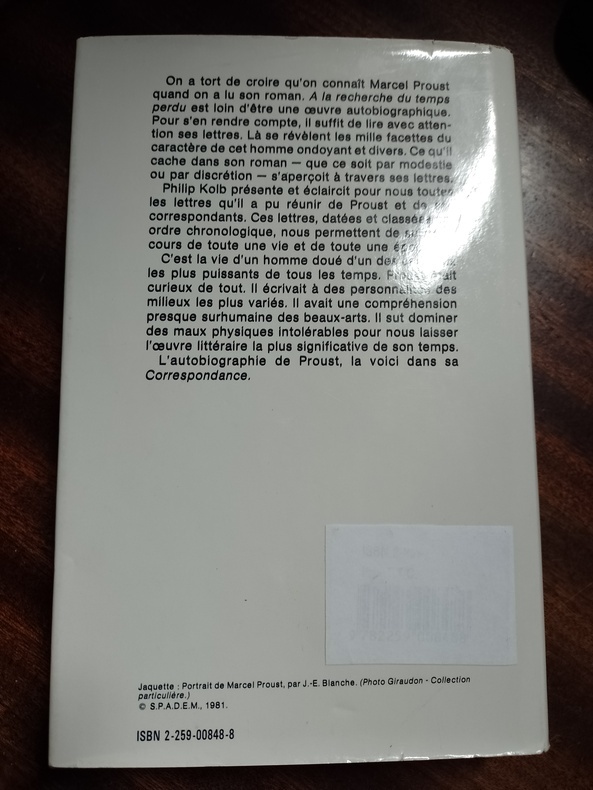 On a tort de croire qu'on connaît Marcel Proust
quand on a lu son roman. A la recherche du temps
perdu est loin d'être une œuvre autobiographique.
Pour s'en rendre compte, il suffit de lire avec atten-
tion ses lettres. Là se révèlent les mille facettes du
caractère de cet homme ondoyant et divers. Ce qu'il
cache dans son roman — que ce soit par modestie
ou par discrétion — s'aperçoit à travers ses lettres.
Philip Kolb présente et éclaircit pour nous toutes
les lettres qu'il a pu réunir de Proust et de
correspondants. Ces lettres, datées et classées
ordre chronologique, nous permettent de
cours de toute une vie et de toute une
C'est la vie d'un homme doué d'un des
les plus puissants de tous les temps. Proust était
curieux de tout. Il écrivait à des personnalités des
milieux les plus variés. Il avait une compréhension
presque surhumaine des beaux-arts. Il sut dominer
des maux physiques intolérables pour nous laisser
l'œuvre littéraire la plus significative de son temps.
L'autobiographie de Proust, la voici dans sa
Correspondance.
Jaquette : Portrait de Marcel Proust, par J.-E. Blanche. (Photo Giraudon - Collection
particulière.)
© S.P.A.D.E.M., 1981.
ISBN 2-259-00848-8